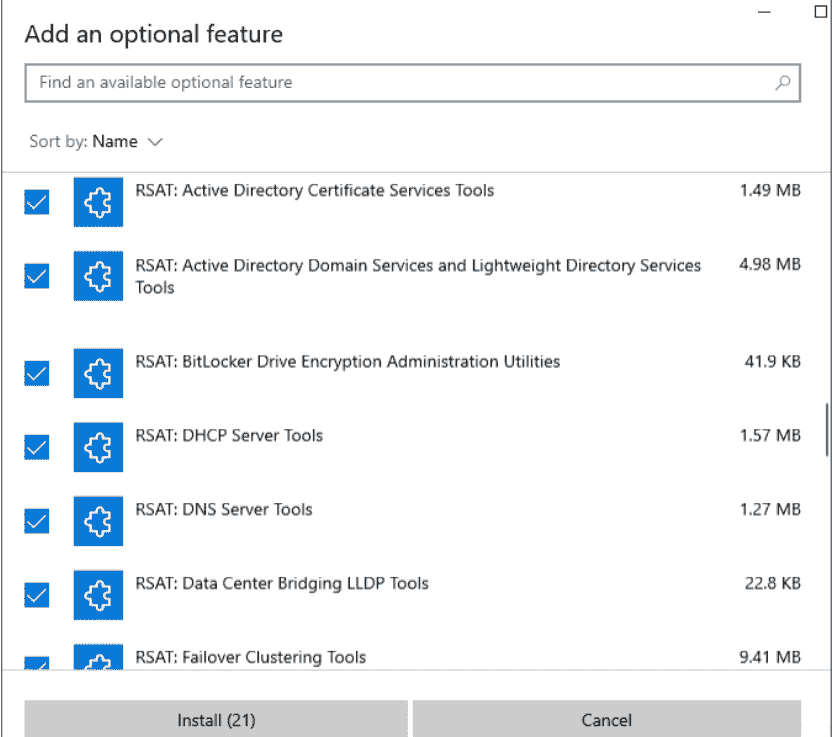 Add an optional feature
Find an available optional feature
Sort by: Name
RSAT: Active Directory Certificate Services Tools 1.49 MB
RSAT: Active Directory Domain Services and Lightweight Directory Services 4.98 MB
Tools
RSAT: BitLocker Drive Encryption Administration Utilities 41.9 KB
RSAT: DHCP Server Tools 1.57 MB
RSAT: DNS Server Tools 1.27 MB
RSAT: Data Center Bridging LLDP Tools 22.8 KB
RSAT: Failover Clustering Tools 9.41 MB
Install (21) Cancel